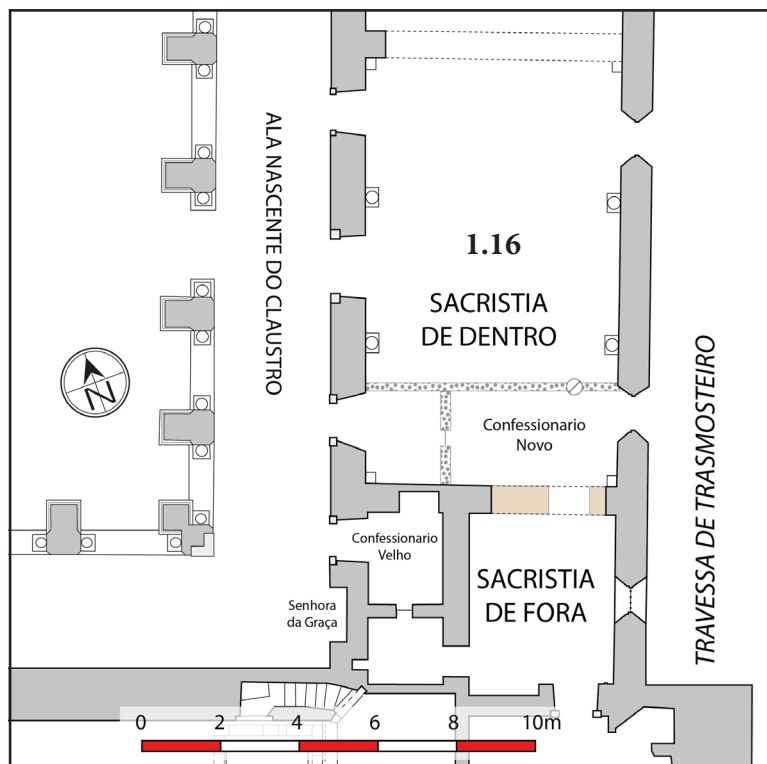 ALA NASCENTE DO CLAUSTRO
1.16
SACRISTIA
DE DENTRO
Confessionario
Novo
TRAVESSA DE TRASMOSTEIRO
N
Confessionario
Velho
SACRISTIA
DE FORA
Senhora
da Graça
0 2 4 6 8 10m